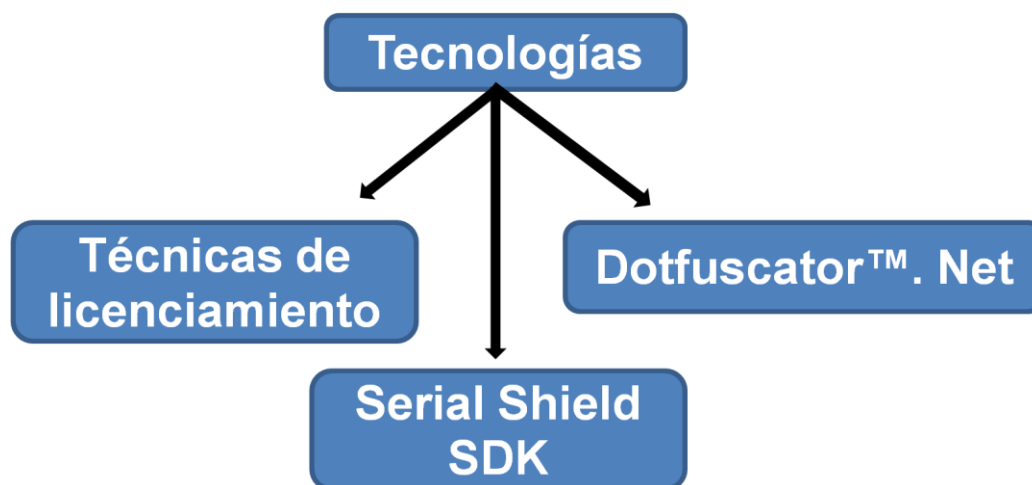 Tecnologías
Técnicas de
licenciamiento
Dotfuscator™. Net
Serial Shield
SDK